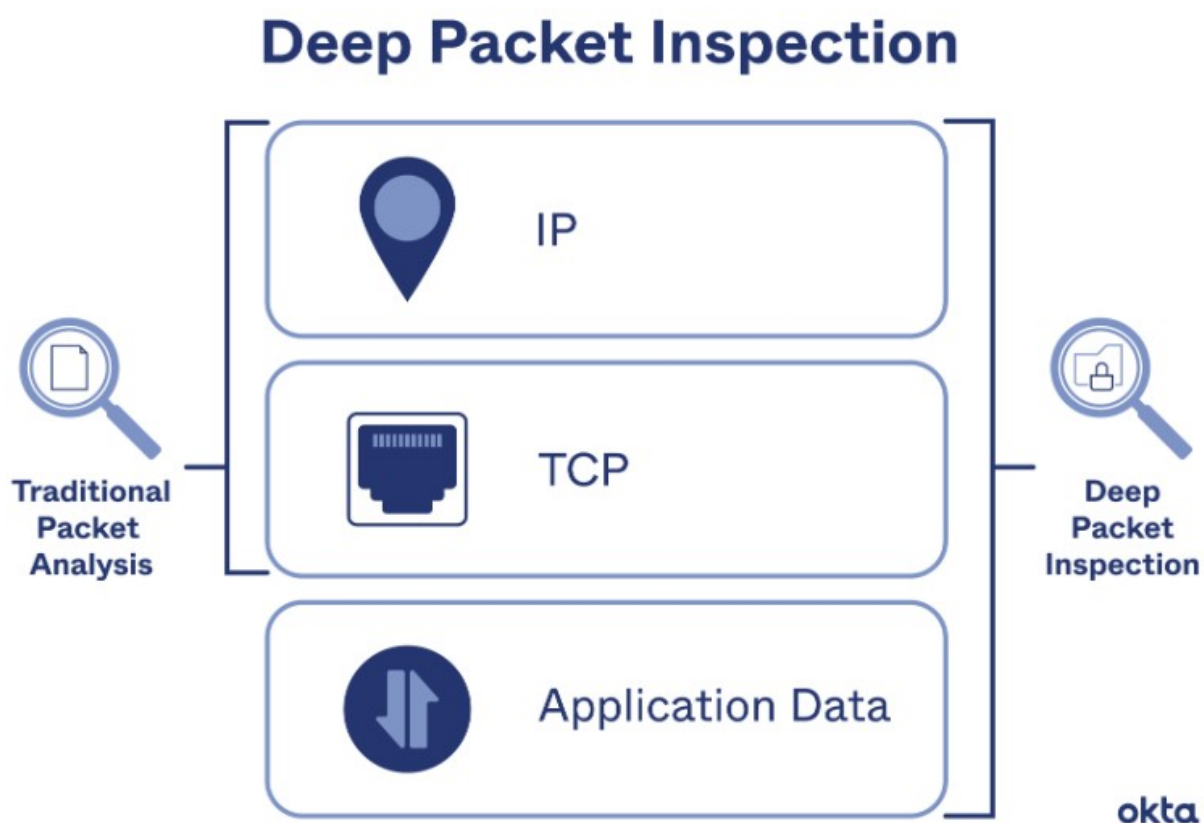 Deep Packet Inspection
IP
TCP
Application Data
Traditional
Packet
Analysis
Deep
Packet
Inspection
okta